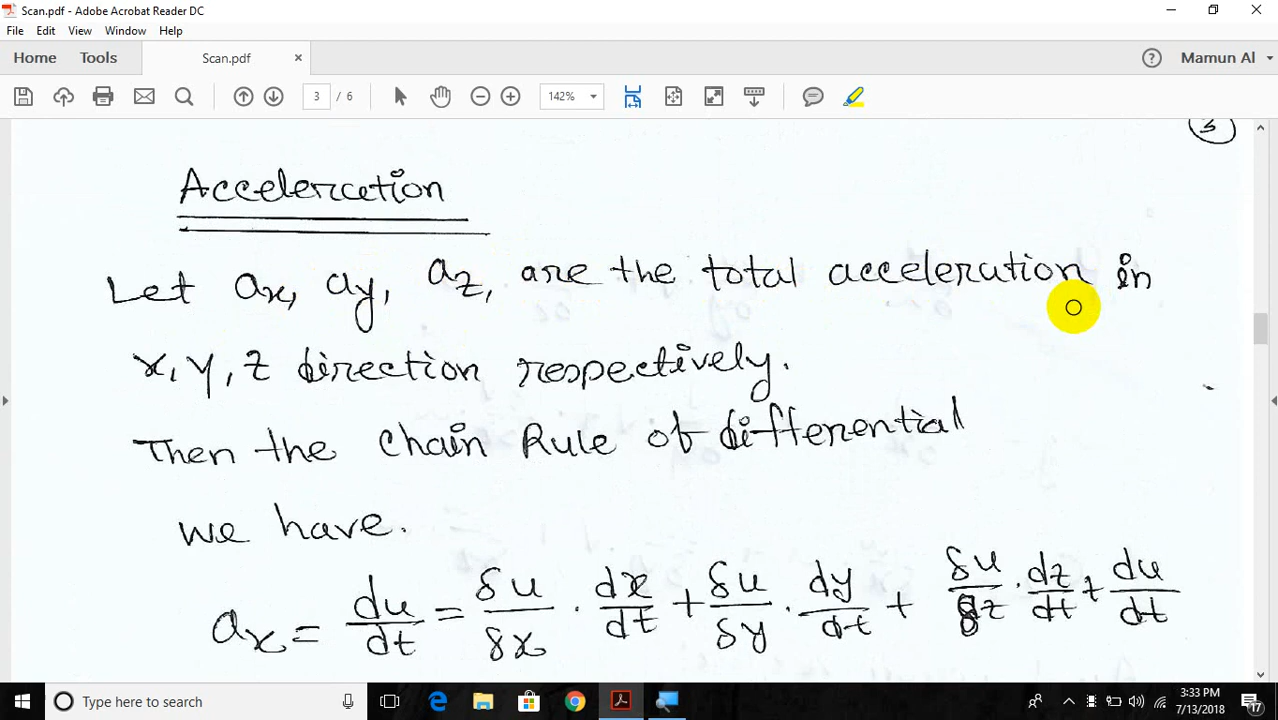 Scan.pdf - Adobe Acrobat Reader DC
File Edit View Window Help
Home Tools Scan.pdf × Mamun Al
3 / 6 142%
3
Acceleration
Let ax, ay, az, are the total acceleration in
x, y, z direction respectively.
Then the Chain Rule of differential
we have.
ax = du/dt = δu/δx · dx/dt + δu/δy · dy/dt + δu/δz · dz/dt + du/dt
Type here to search
3:33 PM
7/13/2018
17